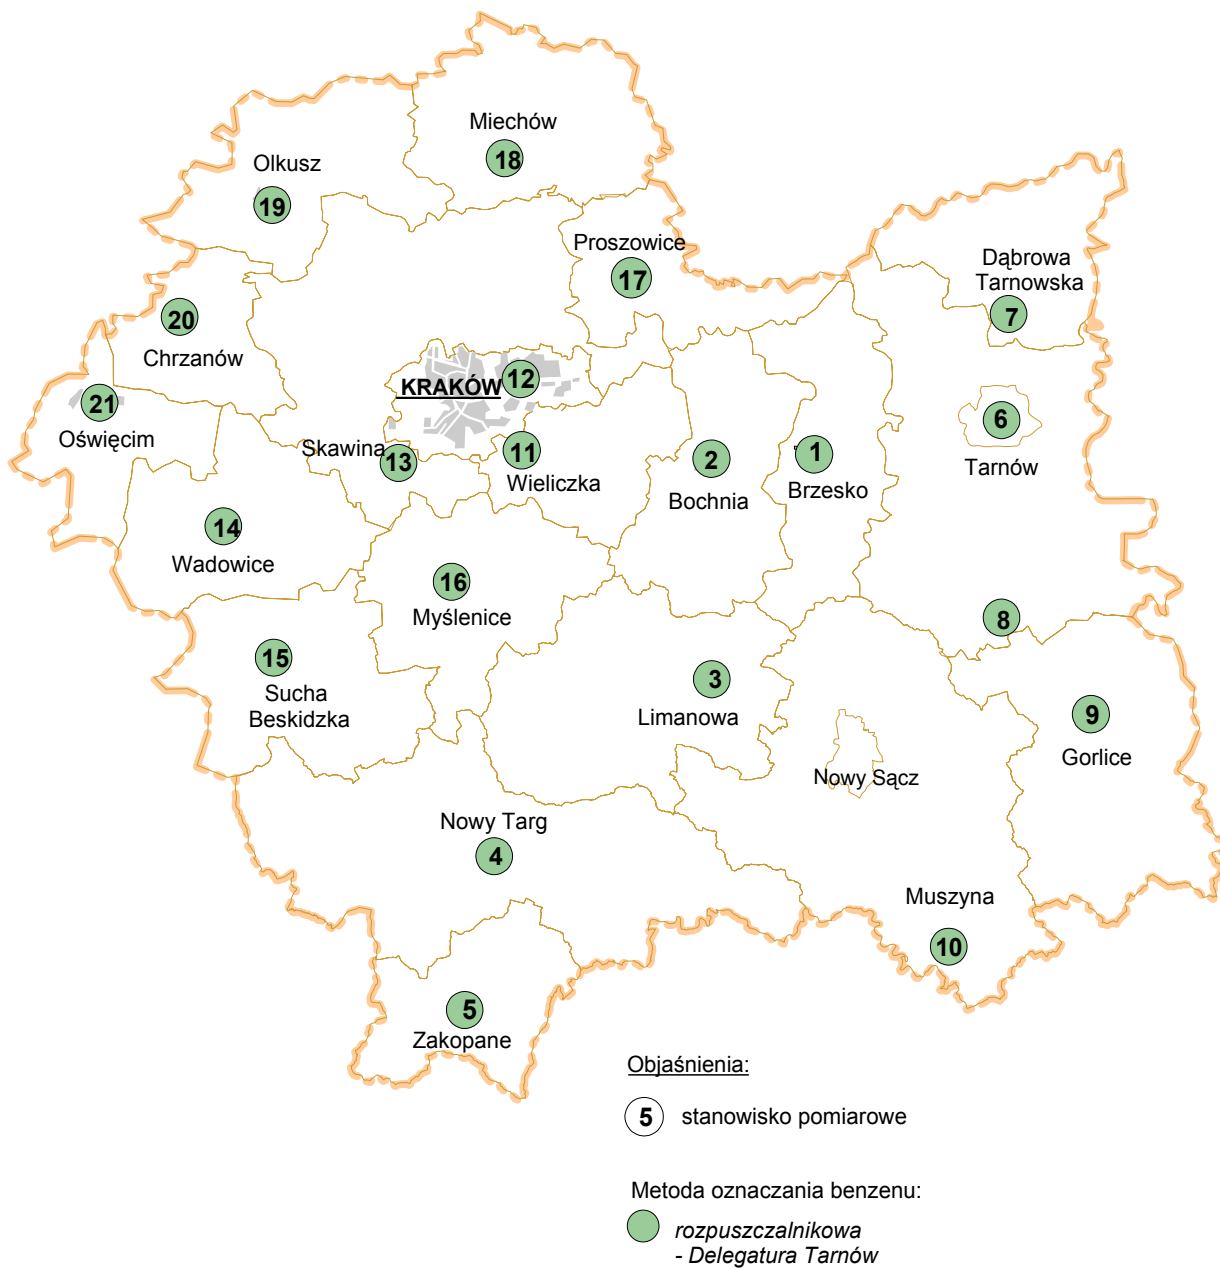 Miechów
18
Olkusz
19
Proszowice
17
Dąbrowa
Tarnowska
7
20
Chrzanów
KRAKÓW 12
21
Oświęcim
6
Tarnów
Skawina
13
11
Wieliczka
2
Bochnia
1
Brzesko
14
Wadowice
16
Myślenice
8
15
Sucha
Beskidzka
3
Limanowa
9
Gorlice
Nowy Sącz
Nowy Targ
4
Muszyna
10
5
Zakopane
Objaśnienia:
5 stanowisko pomiarowe
Metoda oznaczania benzenu:
rozpuszczalnikowa
- Delegatura Tarnów